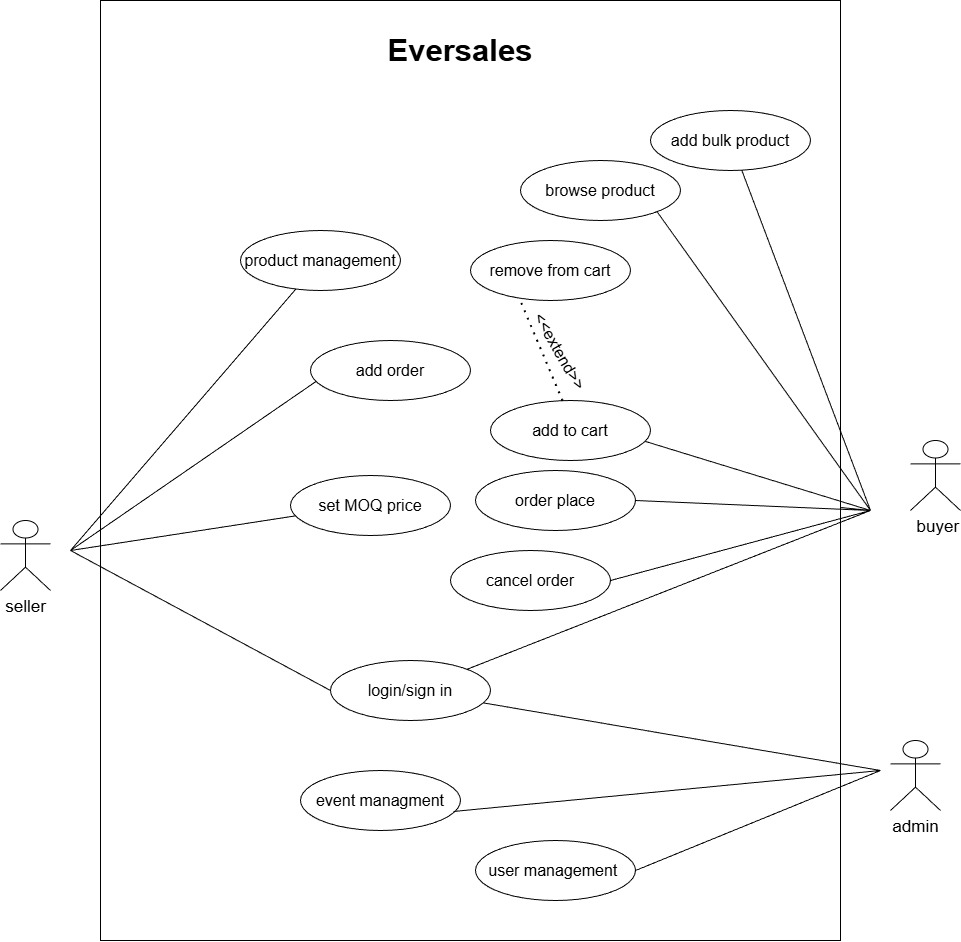 Eversales
add bulk product
browse product
product management
remove from cart
<<extend>>
add order
add to cart
set MOQ price
order place
buyer
cancel order
seller
login/sign in
event managment
admin
user management